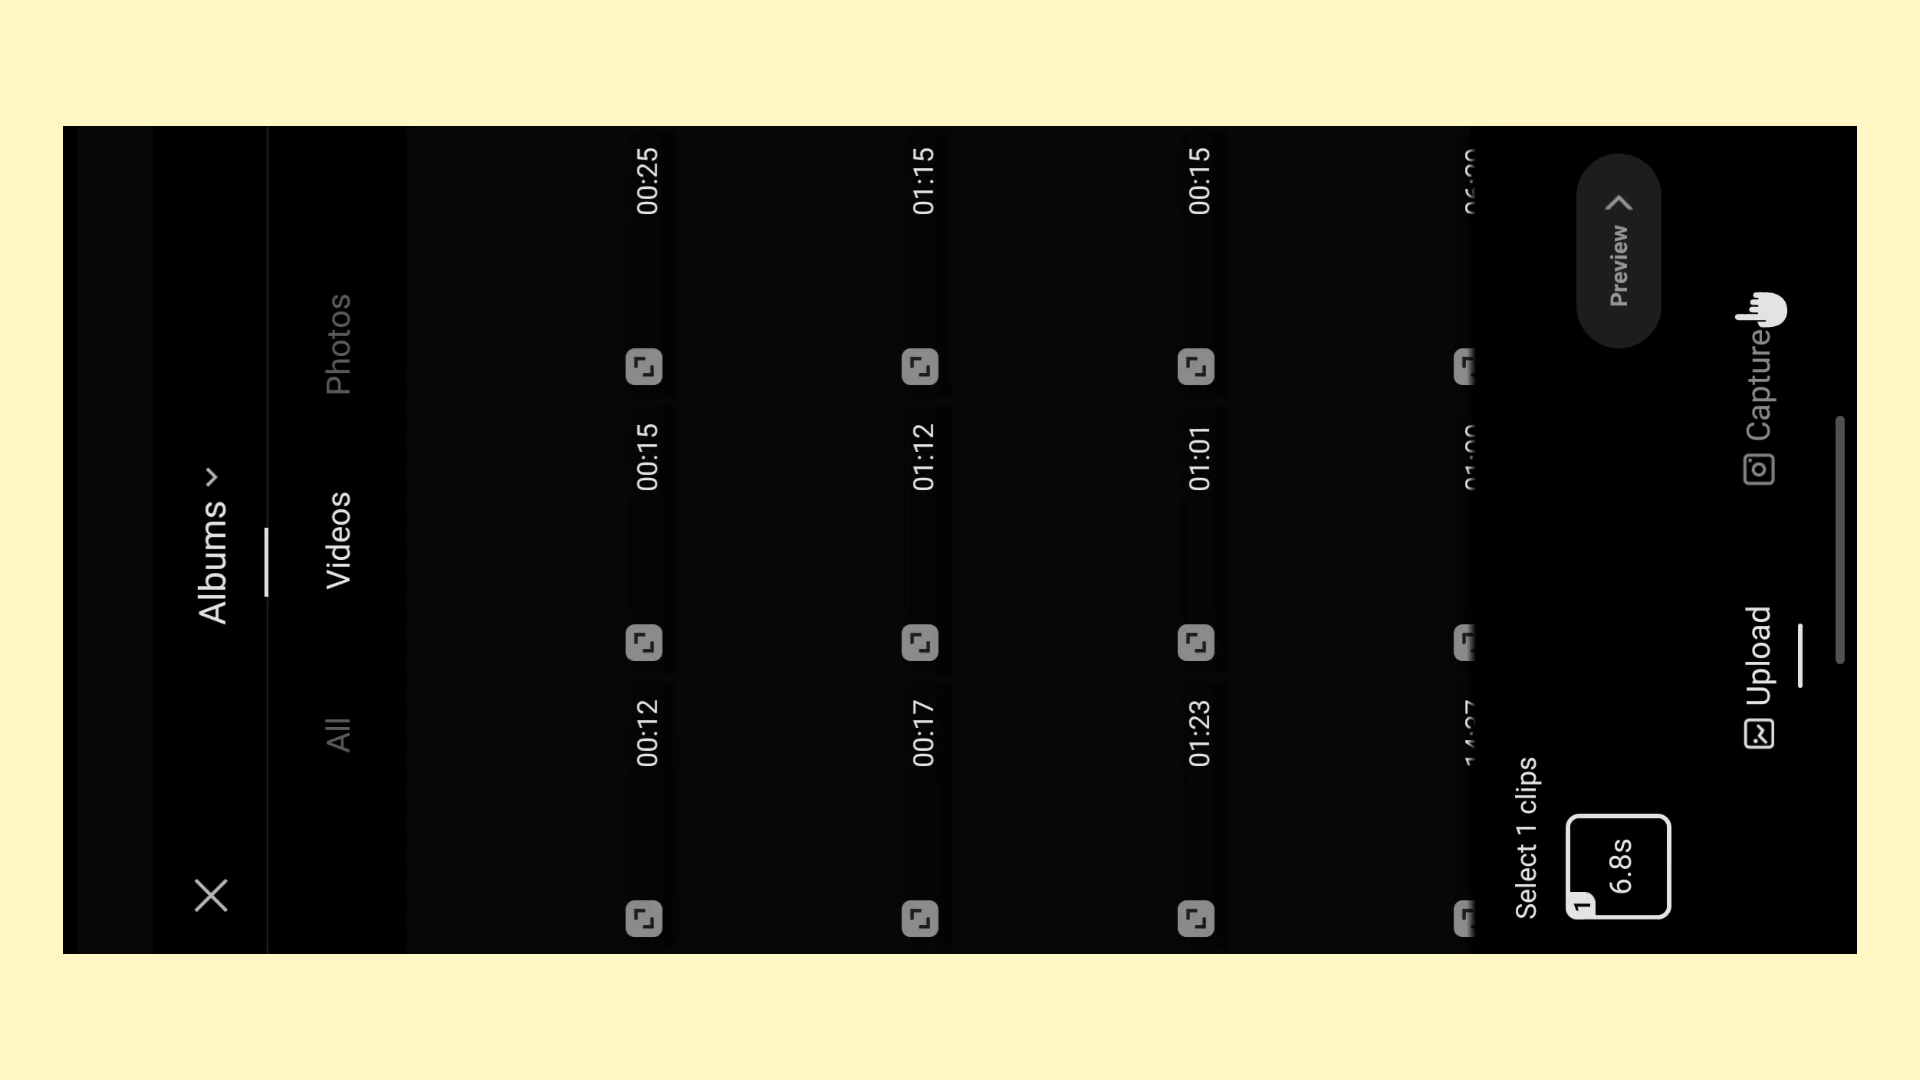 Albums
All Videos Photos
00:12 00:15 00:25
00:17 01:12 01:15
01:23 01:01 00:15
Select 1 clips
1
6.8s
Preview
Upload Capture